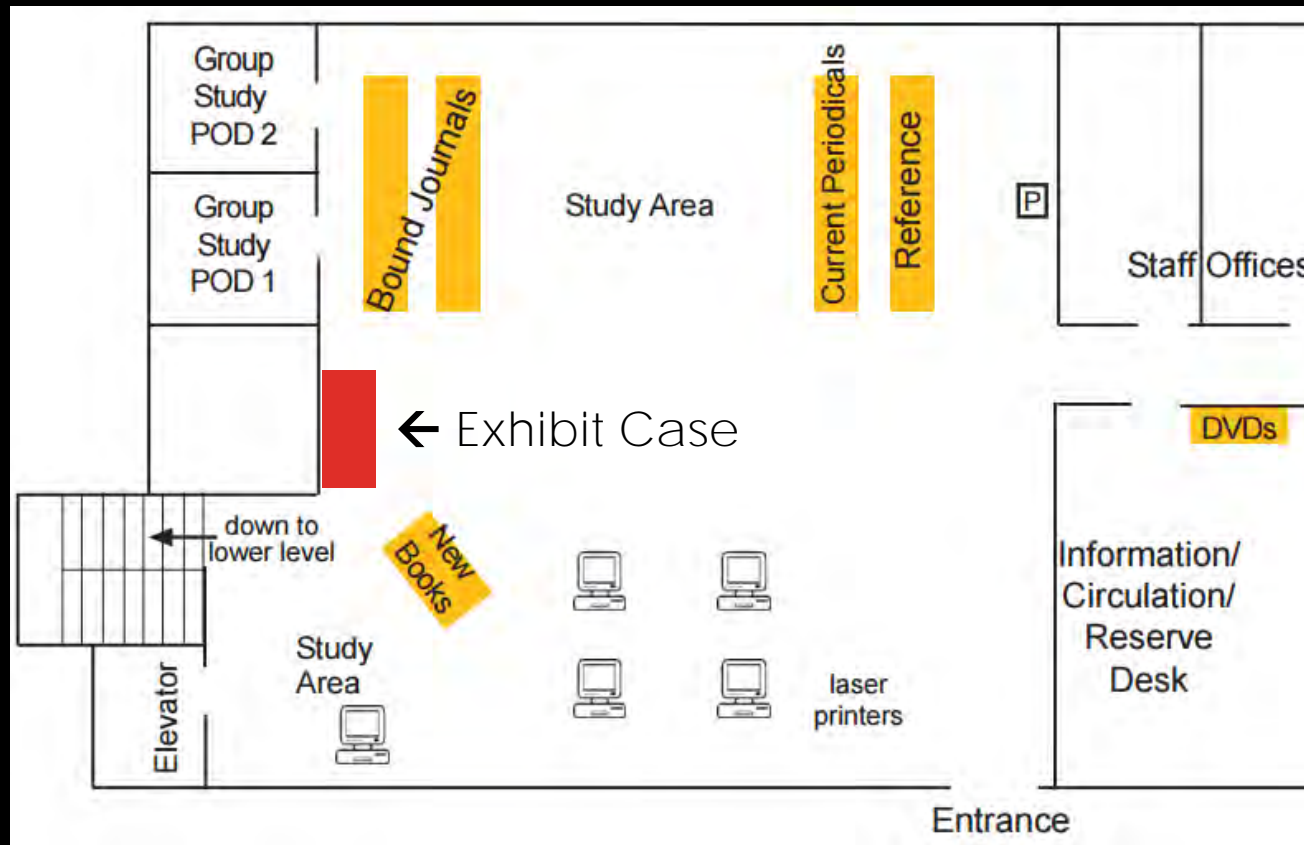 Group
Study
POD 2
Group
Study
POD 1
Bound Journals
Study Area
Current Periodicals
Reference
P
Staff Offices
← Exhibit Case
DVDs
down to
lower level
New
Books
Information/
Circulation/
Reserve
Desk
Study
Area
Elevator
laser
printers
Entrance